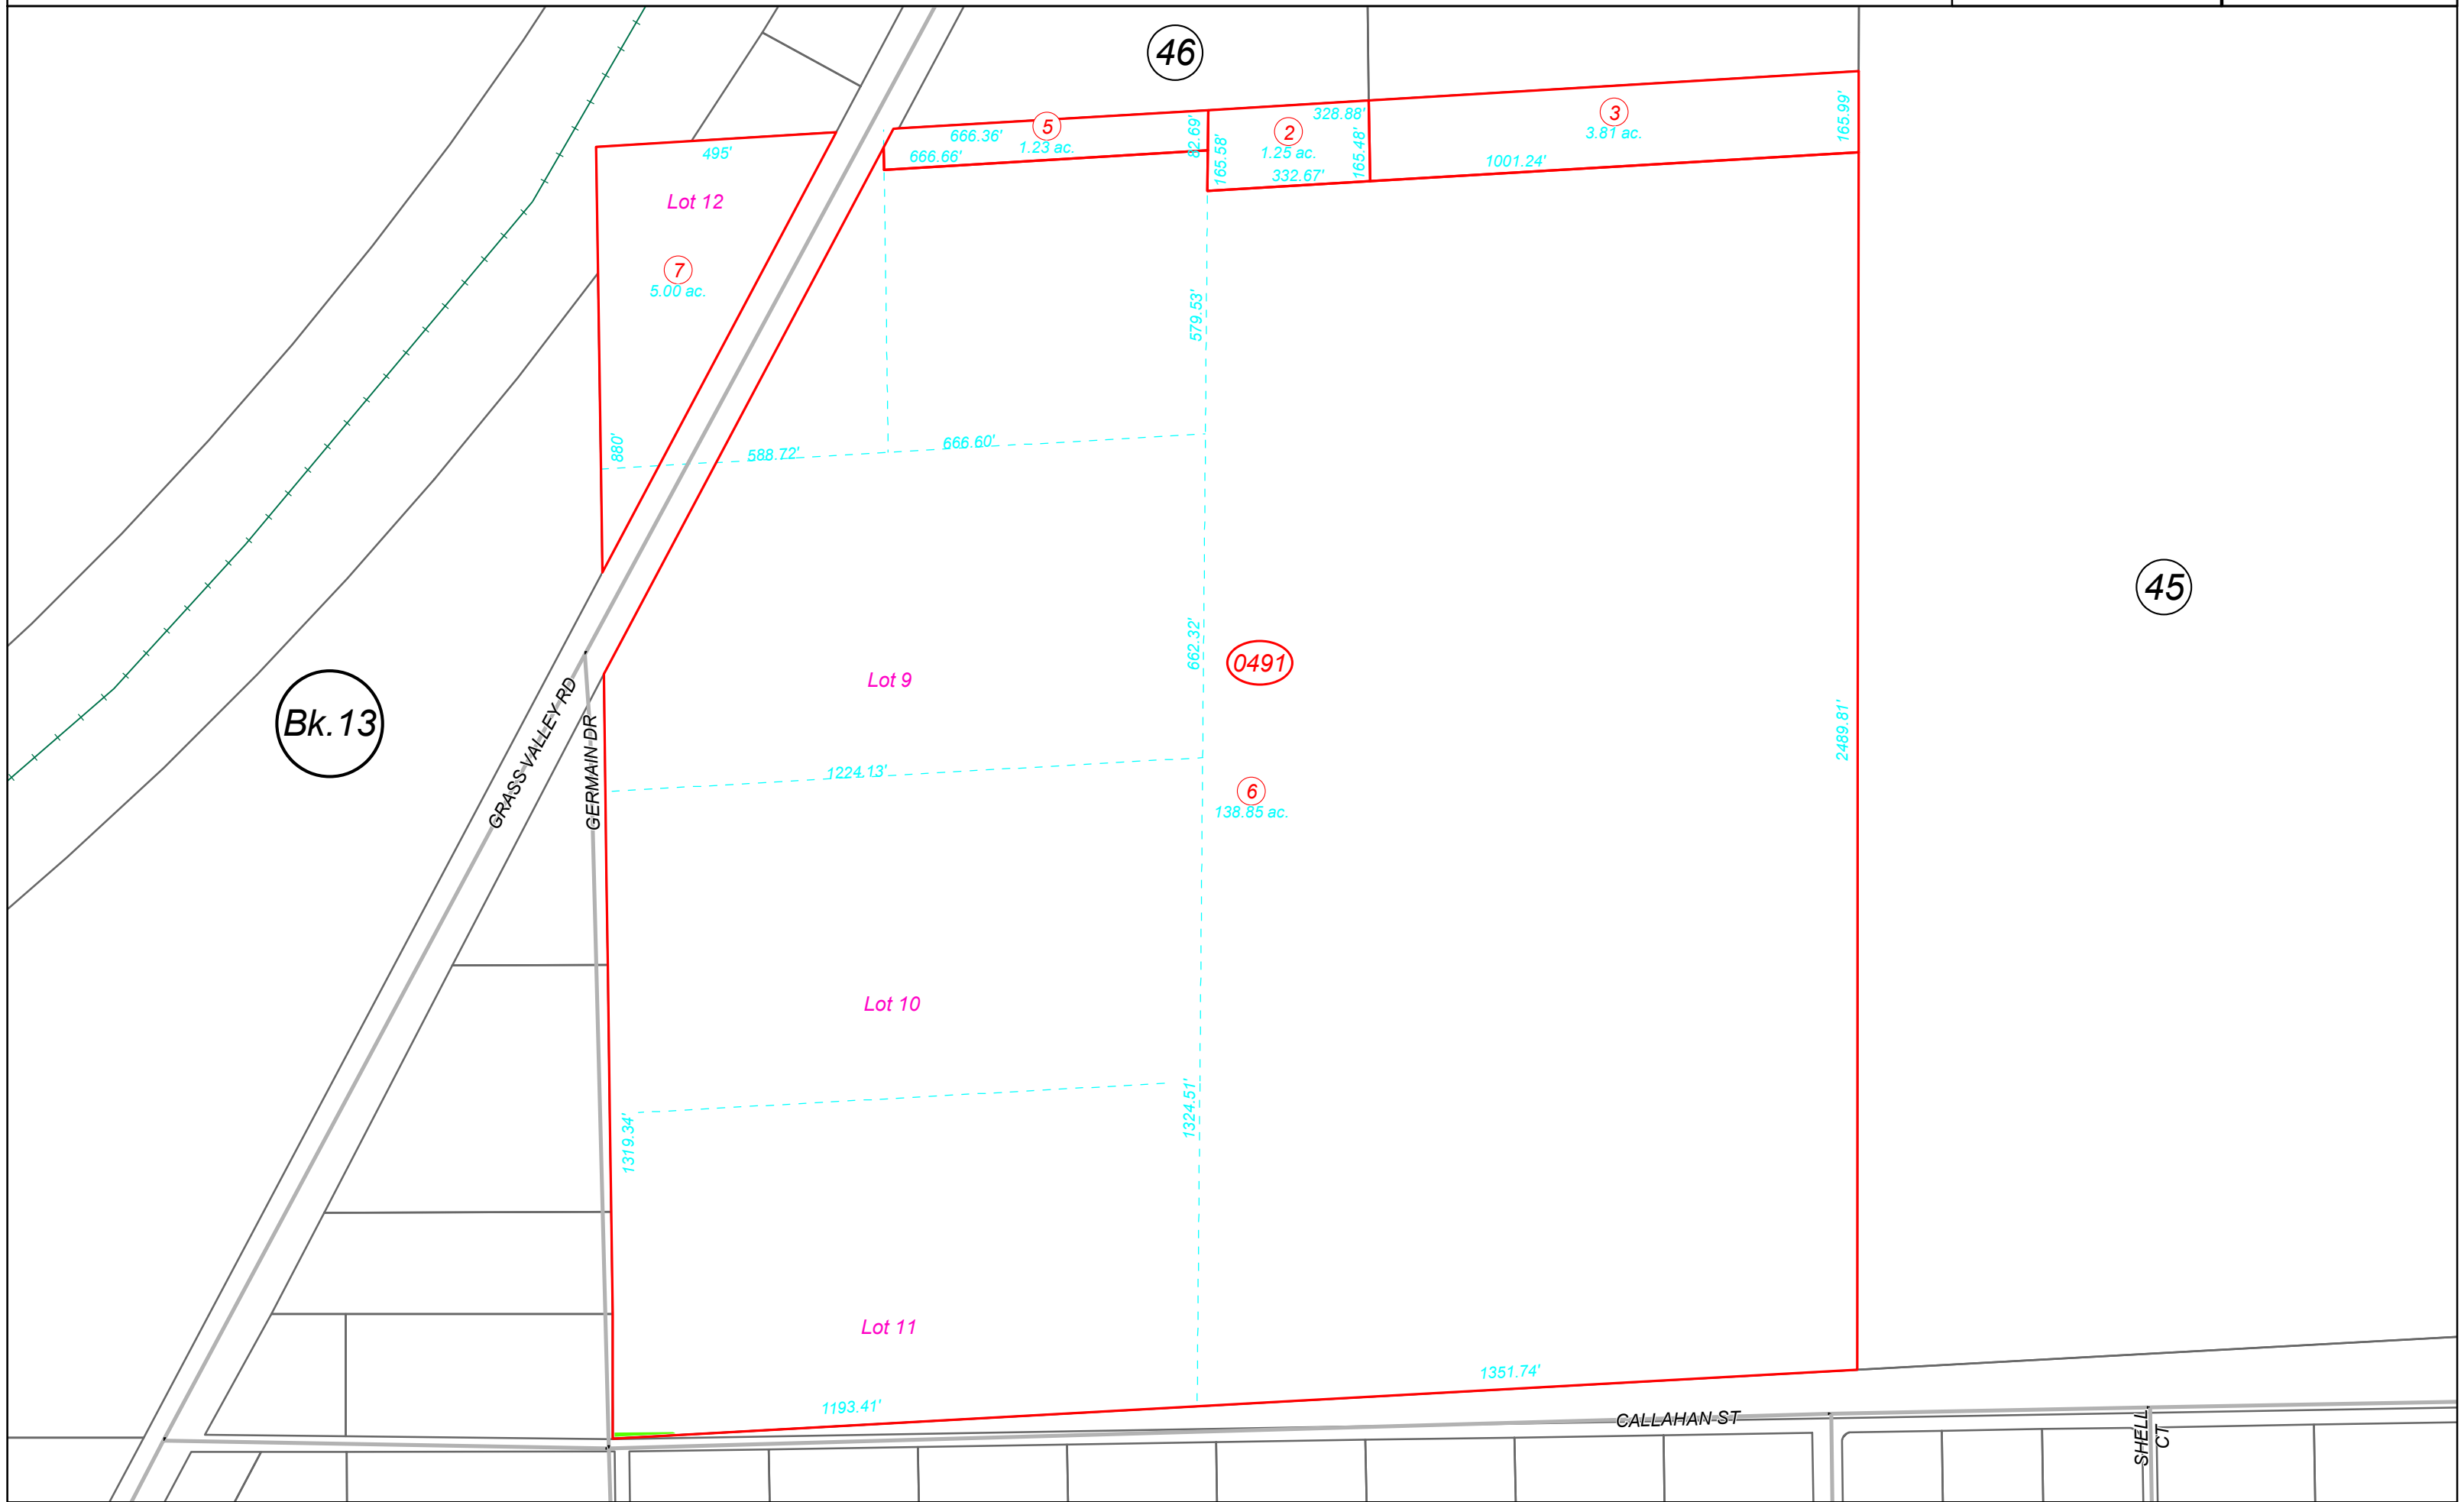 46
666.36'
666.66'
5
1.23 ac.
82.69'
165.58'
328.88'
2
1.25 ac.
332.67'
165.48'
3
3.81 ac.
1001.24'
165.99'
495'
Lot 12
7
5.00 ac.
880'
588.72'
666.60'
579.53'
45
662.32'
0491
Lot 9
Bk.13
GRASS VALLEY RD
GERMAIN DR
1224.13'
6
138.85 ac.
2489.81'
Lot 10
1319.34'
1324.51'
Lot 11
1193.41'
1351.74'
CALLAHAN ST
SHELL
CT